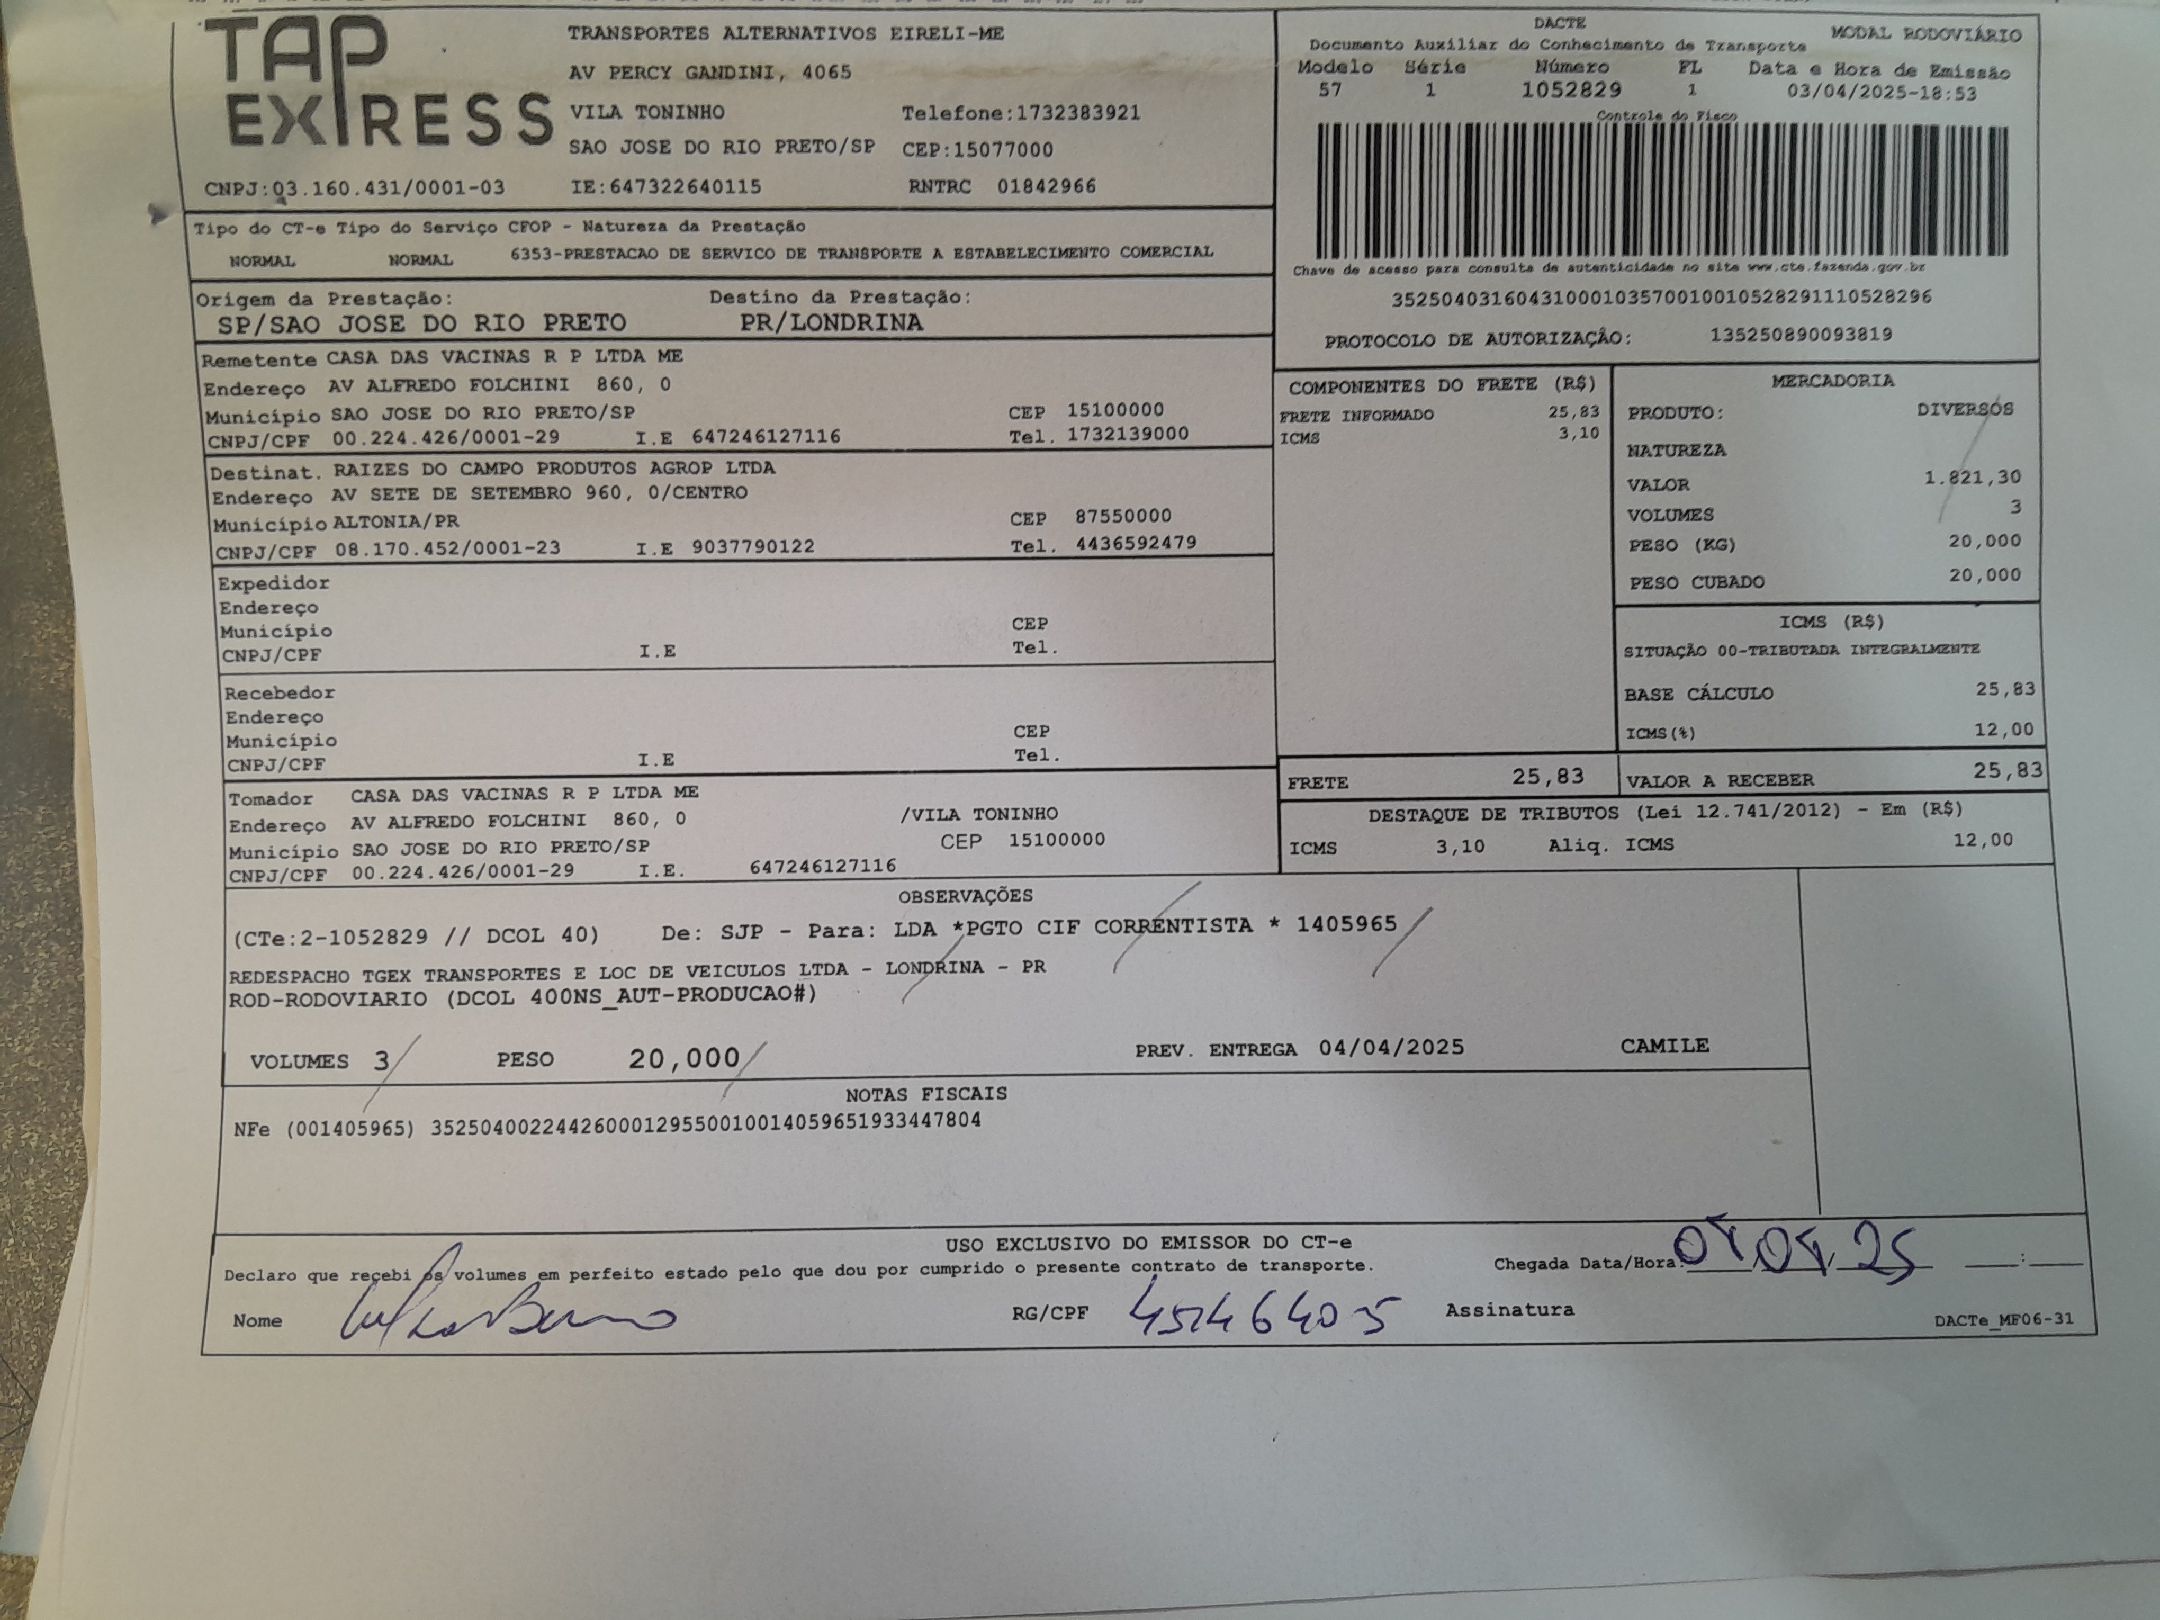 TAP EXPRESS
TRANSPORTES ALTERNATIVOS EIRELI-ME
AV PERCY GANDINI, 4065
VILA TONINHO Telefone:1732383921
SAO JOSE DO RIO PRETO/SP CEP:15077000
CNPJ:03.160.431/0001-03 IE:647322640115 RNTRC 01842966
DACTE MODAL RODOVIÁRIO
Documento Auxiliar do Conhecimento de Transporte
Modelo Série Número FL Data e Hora de Emissão
57 1 1052829 1 03/04/2025-18:53
Controle do Fisco
Chave de acesso para consulta de autenticidade no site www.cte.fazenda.gov.br
35250403160431000103570010010528291110528296
PROTOCOLO DE AUTORIZAÇÂO: 135250890093819
Tipo do CT-e Tipo do Serviço CFOP - Natureza da Prestação
NORMAL NORMAL 6353-PRESTACAO DE SERVICO DE TRANSPORTE A ESTABELECIMENTO COMERCIAL
Origem da Prestação: Destino da Prestação:
SP/SAO JOSE DO RIO PRETO PR/LONDRINA
Remetente CASA DAS VACINAS R P LTDA ME
Endereço AV ALFREDO FOLCHINI 860, 0
Município SAO JOSE DO RIO PRETO/SP CEP 15100000
CNPJ/CPF 00.224.426/0001-29 I.E 647246127116 Tel. 1732139000
Destinat. RAIZES DO CAMPO PRODUTOS AGROP LTDA
Endereço AV SETE DE SETEMBRO 960, 0/CENTRO
Município ALTONIA/PR CEP 87550000
CNPJ/CPF 08.170.452/0001-23 I.E 9037790122 Tel. 4436592479
Expedidor
Endereço
Município CEP
CNPJ/CPF I.E Tel.
Recebedor
Endereço
Município CEP
CNPJ/CPF I.E Tel.
Tomador CASA DAS VACINAS R P LTDA ME
Endereço AV ALFREDO FOLCHINI 860, 0 /VILA TONINHO
Município SAO JOSE DO RIO PRETO/SP CEP 15100000
CNPJ/CPF 00.224.426/0001-29 I.E. 647246127116
COMPONENTES DO FRETE (R$)
FRETE INFORMADO 25,83
ICMS 3,10
MERCADORIA
PRODUTO: DIVERSOS
NATUREZA
VALOR 1.821,30
VOLUMES 3
PESO (KG) 20,000
PESO CUBADO 20,000
ICMS (R$)
SITUAÇÃO 00-TRIBUTADA INTEGRALMENTE
BASE CÁLCULO 25,83
ICMS(%) 12,00
FRETE 25,83 VALOR A RECEBER 25,83
DESTAQUE DE TRIBUTOS (Lei 12.741/2012) - Em (R$)
ICMS 3,10 Aliq. ICMS 12,00
OBSERVAÇÕES
(CTe:2-1052829 // DCOL 40) De: SJP - Para: LDA *PGTO CIF CORRENTISTA * 1405965
REDESPACHO TGEX TRANSPORTES E LOC DE VEICULOS LTDA - LONDRINA - PR
ROD-RODOVIARIO (DCOL 400NS_AUT-PRODUCAO#)
VOLUMES 3 PESO 20,000 PREV. ENTREGA 04/04/2025 CAMILE
NOTAS FISCAIS
NFe (001405965) 35250400224426000129550010014059651933447804
USO EXCLUSIVO DO EMISSOR DO CT-e
Declaro que recebi os volumes em perfeito estado pelo que dou por cumprido o presente contrato de transporte. Chegada Data/Hora: 04 04 25 :
Nome RG/CPF 45146405 Assinatura
DACTe_MF06-31